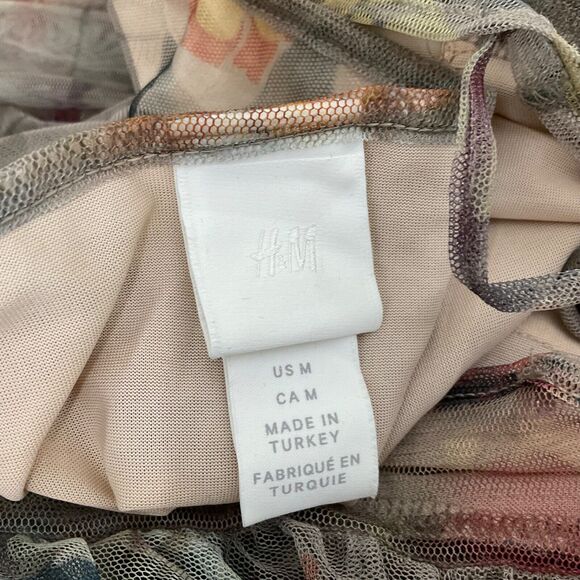 H&M
US M
CA M
MADE IN
TURKEY
FABRIQUÉ EN
TURQUIE